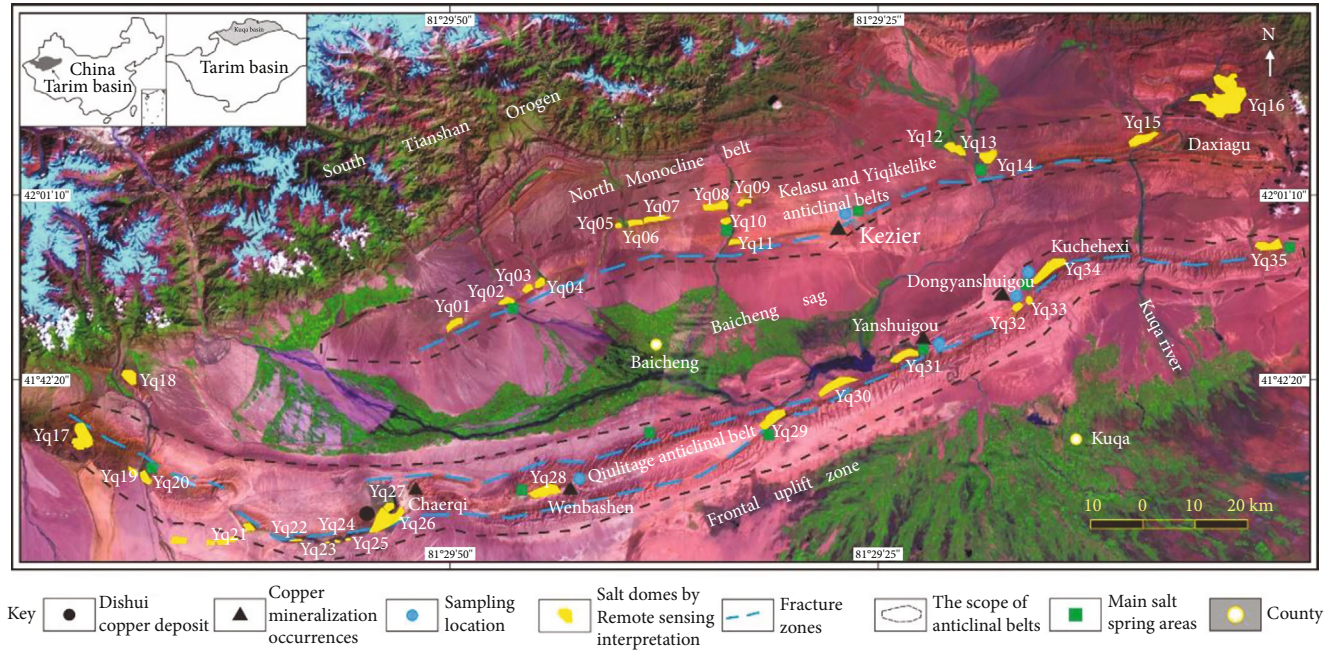 81°29'50"
81°29'25"
Kuqa basin
China
Tarim basin
Tarim basin
N
South Tianshan Orogen
North Monocline belt
Kelasu and Yiqikelike
anticlinal belts
Yq16
Yq15
Daxiagu
Yq12
Yq13
Yq14
42°01'10"
42°01'10"
Yq09
Yq08
Yq07
Yq05
Yq06
Yq10
Yq11
Kezier
Kuchehexi
Yq34
Yq35
Dongyanshuigou
Yq33
Yq32
Yq03
Yq02
Yq04
Yq01
Baicheng sag
Baicheng
Yanshuigou
Yq31
Kuqa river
41°42'20"
41°42'20"
Yq18
Yq17
Yq30
Yq29
Kuqa
Yq19
Yq20
Qiulitage anticlinal belt
Yq28
Wenbashen
Yq27
Chaerqi
Yq26
Frontal uplift zone
Yq21
Yq22
Yq24
Yq23
Yq25
10 0 10 20 km
81°29'50"
81°29'25"
Key
Dishui
copper deposit
Copper
mineralization
occurrences
Sampling
location
Salt domes by
Remote sensing
interpretation
Fracture
zones
The scope of
anticlinal belts
Main salt
spring areas
County